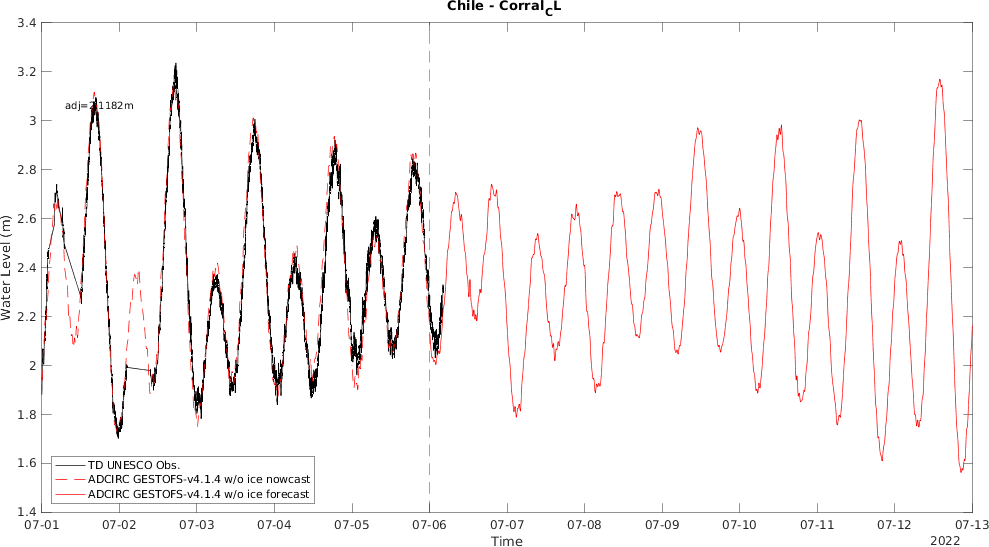 Chile - Corral_CL
3.4
3.2
3
2.8
2.6
2.4
2.2
2
1.8
1.6
1.4
Water Level (m)
adj=2.1182m
TD UNESCO Obs.
ADCIRC GESTOFS-v4.1.4 w/o ice nowcast
ADCIRC GESTOFS-v4.1.4 w/o ice forecast
07-01 07-02 07-03 07-04 07-05 07-06 07-07 07-08 07-09 07-10 07-11 07-12 07-13
Time
2022